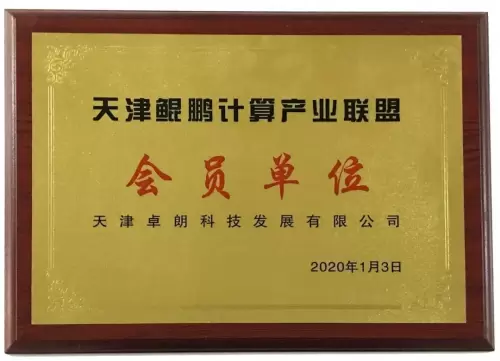 天津鲲鹏计算产业联盟
会员单位
天津卓朗科技发展有限公司
2020年1月3日